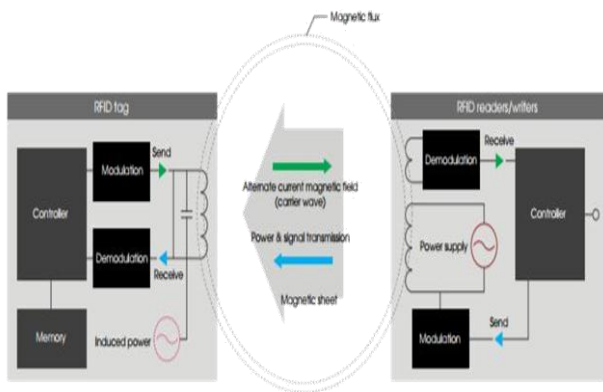 Magnetic flux
RFID tag
Send
Modulation
Controller
Demodulation
Receive
Memory
Induced power
Alternate current magnetic field
(carrier wave)
Power & signal transmission
Magnetic sheet
RFID readers/writers
Receive
Demodulation
Controller
Power supply
Send
Modulation